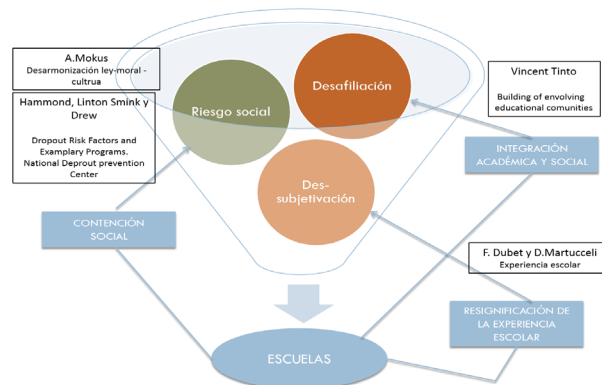 A.Mokus
Desarmonización ley-moral -
cultrua
Hammond, Linton Smink y
Drew
Dropout Risk Factors and
Examplary Programs.
National Deprout prevention
Center
Riesgo social
Desafiliación
Des-
subjetivación
Vincent Tinto
Building of envolving
educational comunities
INTEGRACIÓN
ACADÉMICA Y SOCIAL
CONTENCIÓN
SOCIAL
F. Dubet y D.Martucceli
Experiencia escolar
RESIGNIFICACIÓN DE
LA EXPERIENCIA
ESCOLAR
ESCUELAS